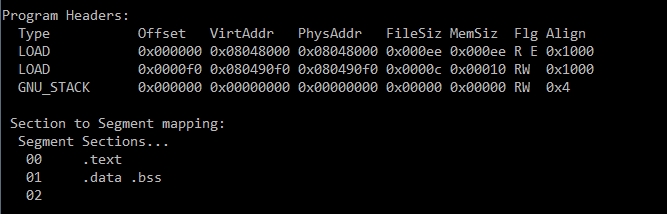 Program Headers:
  Type           Offset   VirtAddr   PhysAddr   FileSiz MemSiz  Flg Align
  LOAD           0x000000 0x08048000 0x08048000 0x000ee 0x000ee R E 0x1000
  LOAD           0x0000f0 0x080490f0 0x080490f0 0x0000c 0x00010 RW  0x1000
  GNU_STACK      0x000000 0x00000000 0x00000000 0x00000 0x00000 RW  0x4
 Section to Segment mapping:
  Segment Sections...
   00     .text
   01     .data .bss
   02